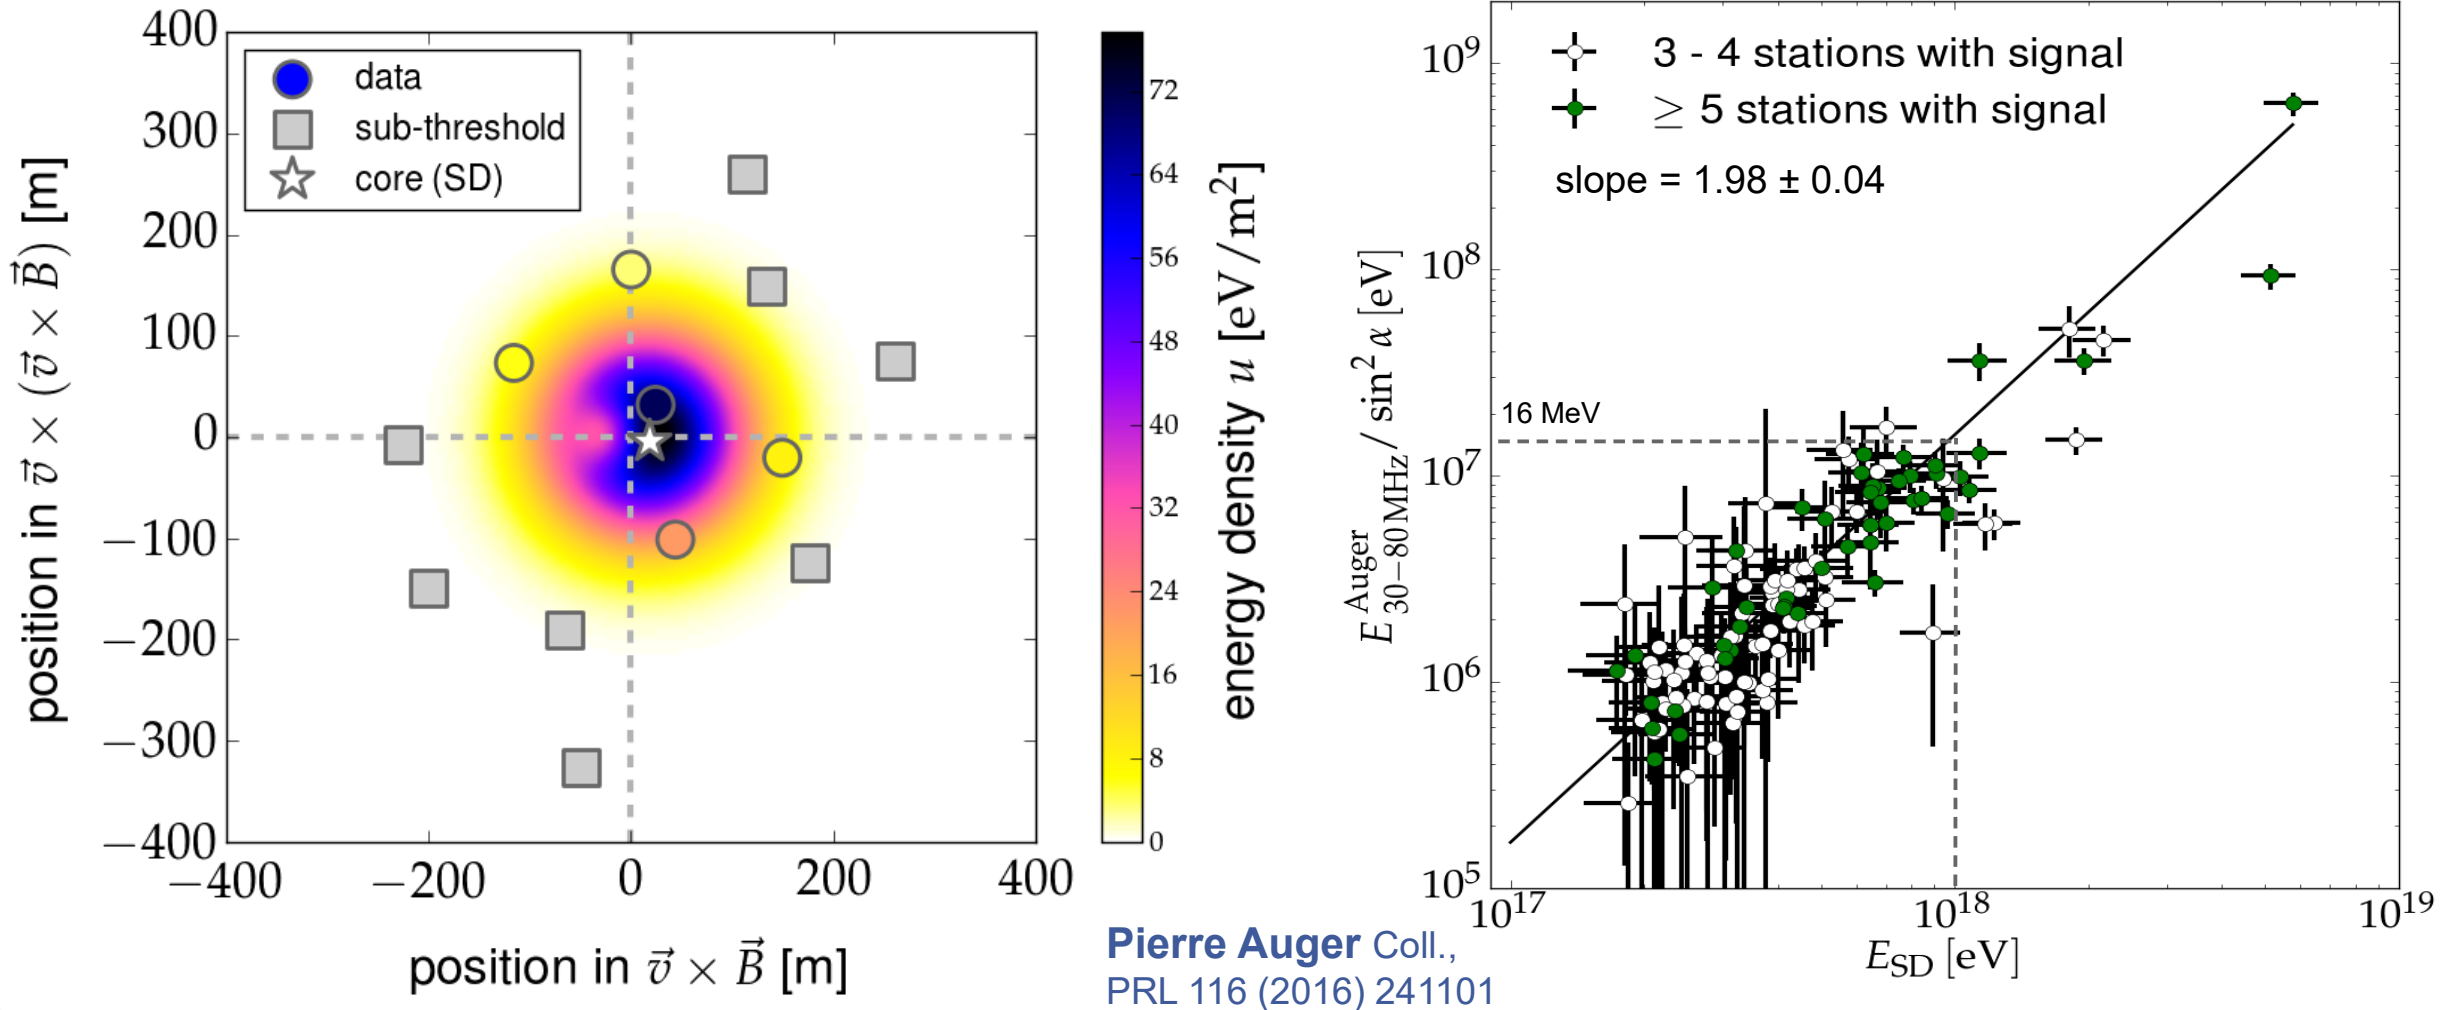 400
300
200
100
0
−100
−200
−300
−400
−400
−200
0
200
400
position in v⃗ × (v⃗ × B⃗) [m]
position in v⃗ × B⃗ [m]
data
sub-threshold
core (SD)
72
64
56
48
40
32
24
16
8
0
energy density u [eV/m²]
Pierre Auger Coll.,
PRL 116 (2016) 241101
3 - 4 stations with signal
≥ 5 stations with signal
slope = 1.98 ± 0.04
16 MeV
10⁹
10⁸
10⁷
10⁶
10⁵
10¹⁷
10¹⁸
10¹⁹
E^Auger_30−80MHz / sin² α [eV]
E_SD [eV]